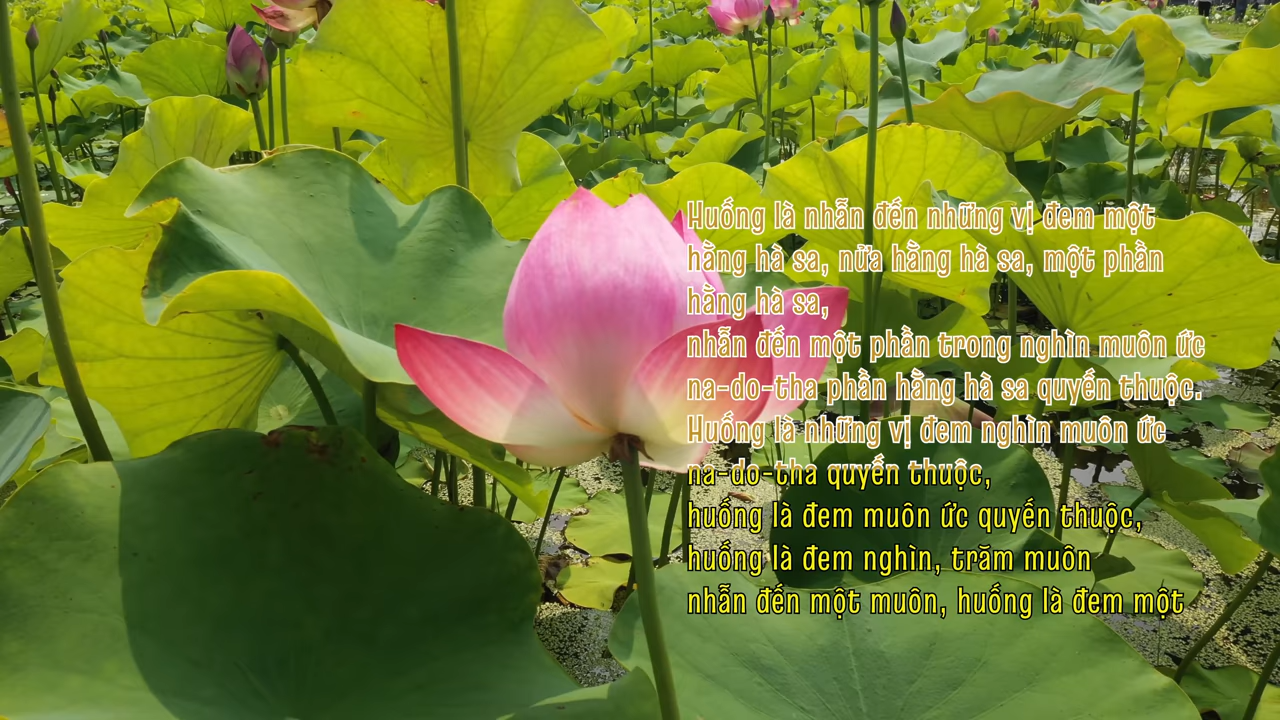 Huống là nhẫn đến những vị đem một
hằng hà sa, nửa hằng hà sa, một phần
hằng hà sa,
nhẫn đến một phần trong nghìn muôn ức
na-do-tha phần hằng hà sa quyến thuộc.
Huống là những vị đem nghìn muôn ức
na-do-tha quyến thuộc,
huống là đem muôn ức quyến thuộc,
huống là đem nghìn, trăm muôn
nhẫn đến một muôn, huống là đem một